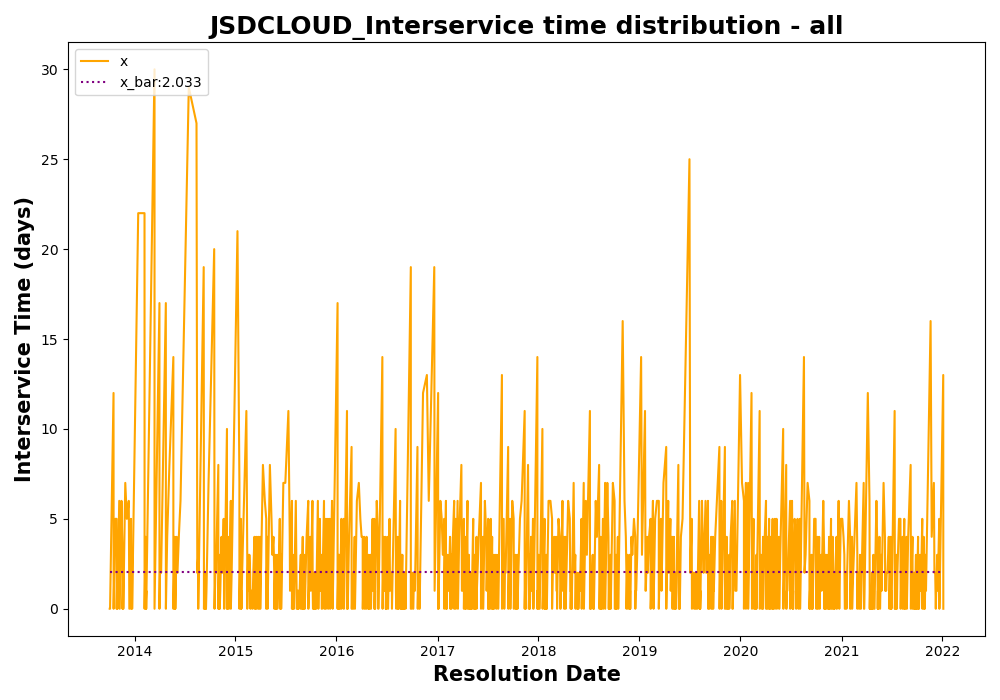 JSDCLOUD_Interservice time distribution - all
x
x_bar:2.033
30
25
20
15
10
5
0
Interservice Time (days)
2014 2015 2016 2017 2018 2019 2020 2021 2022
Resolution Date